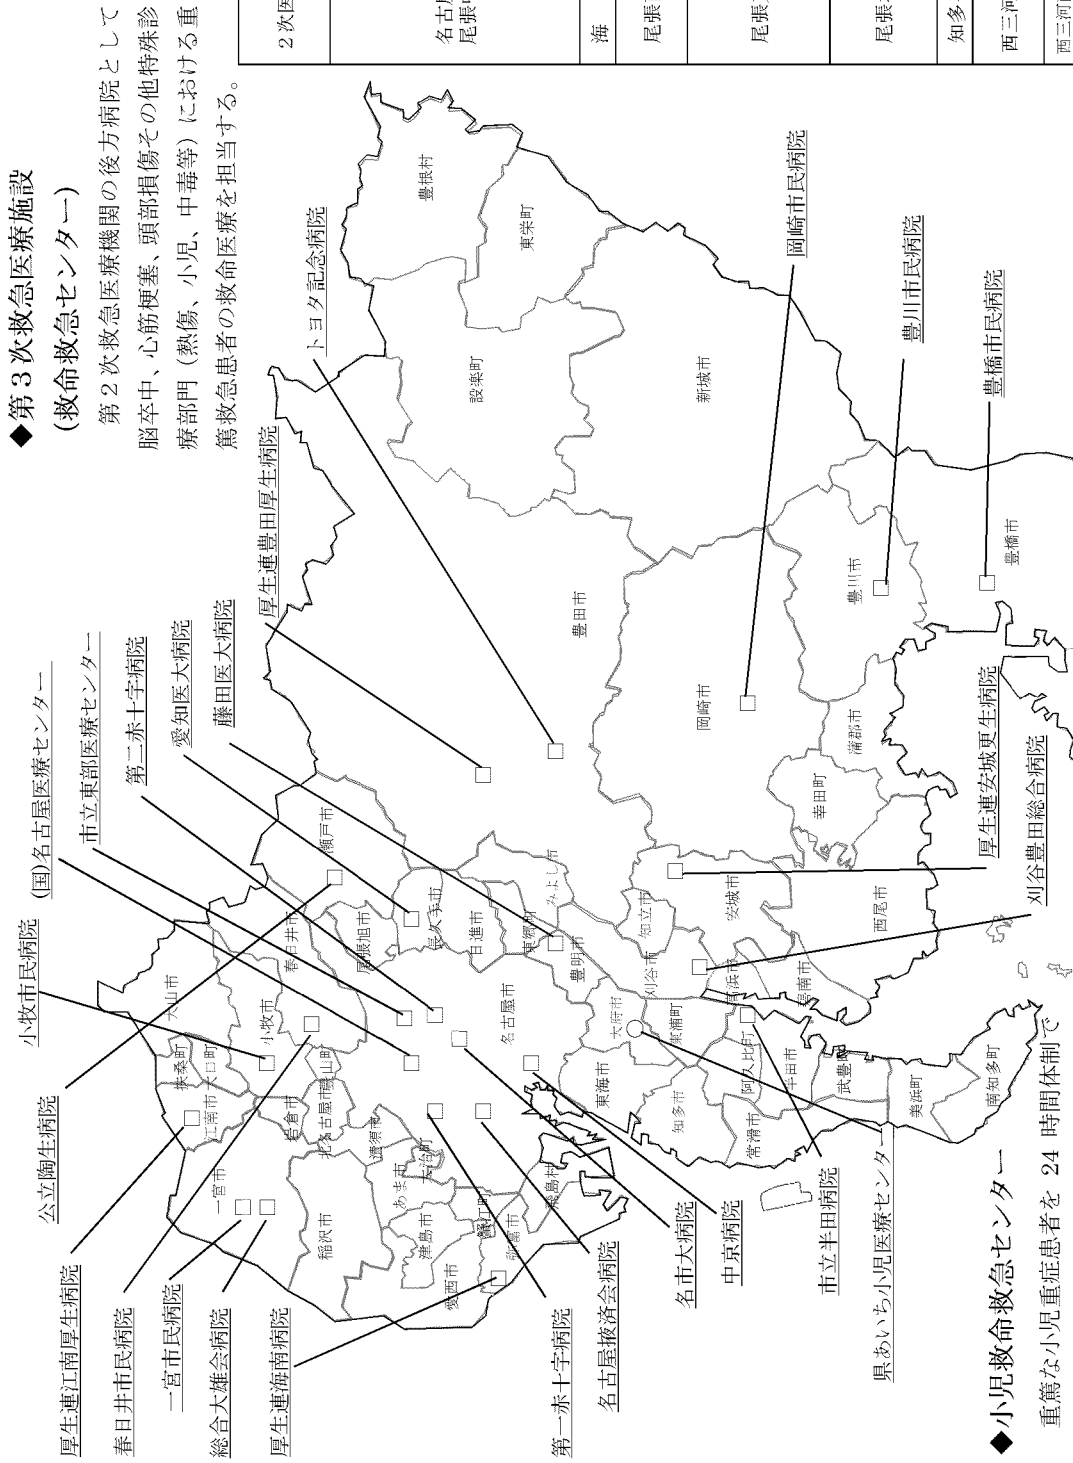 ◆第３次救急医療施設
(救命救急センター)
第２次救急医療機関の後方病院として
脳卒中、心筋梗塞、頭部損傷その他特殊診
療部門（熱傷、小児、中毒等）における重
篤救急患者の救命医療を担当する。
２次医
名古屋
尾張中
海
尾張
尾張
尾張
知多
西三河
西三河
小牧市民病院
(国)名古屋医療センター
市立東部医療センター
第二赤十字病院
愛知医大病院
藤田医大病院
厚生連豊田厚生病院
トヨタ記念病院
岡崎市民病院
豊川市民病院
豊橋市民病院
厚生連安城更生病院
刈谷豊田総合病院
公立陶生病院
厚生連江南厚生病院
春日井市民病院
一宮市民病院
総合大雄会病院
厚生連海南病院
第一赤十字病院
名古屋掖済会病院
名市大病院
中京病院
市立半田病院
県あいち小児医療センター
豊根村
東栄町
設楽町
新城市
豊田市
岡崎市
豊川市
豊橋市
蒲郡市
幸田町
西尾市
安城市
知立市
刈谷市
高浜市
碧南市
みよし市
東郷町
豊明市
日進市
長久手市
尾張旭市
瀬戸市
春日井市
小牧市
犬山市
扶桑町
大口町
江南市
岩倉市
豊山町
北名古屋市
清須市
一宮市
稲沢市
あま市
大治町
津島市
愛西市
蟹江町
弥富市
飛島村
名古屋市
東海市
大府市
東浦町
知多市
阿久比町
半田市
常滑市
武豊町
美浜町
南知多町
◆小児救命救急センター
重篤な小児重症患者を 24 時間体制で